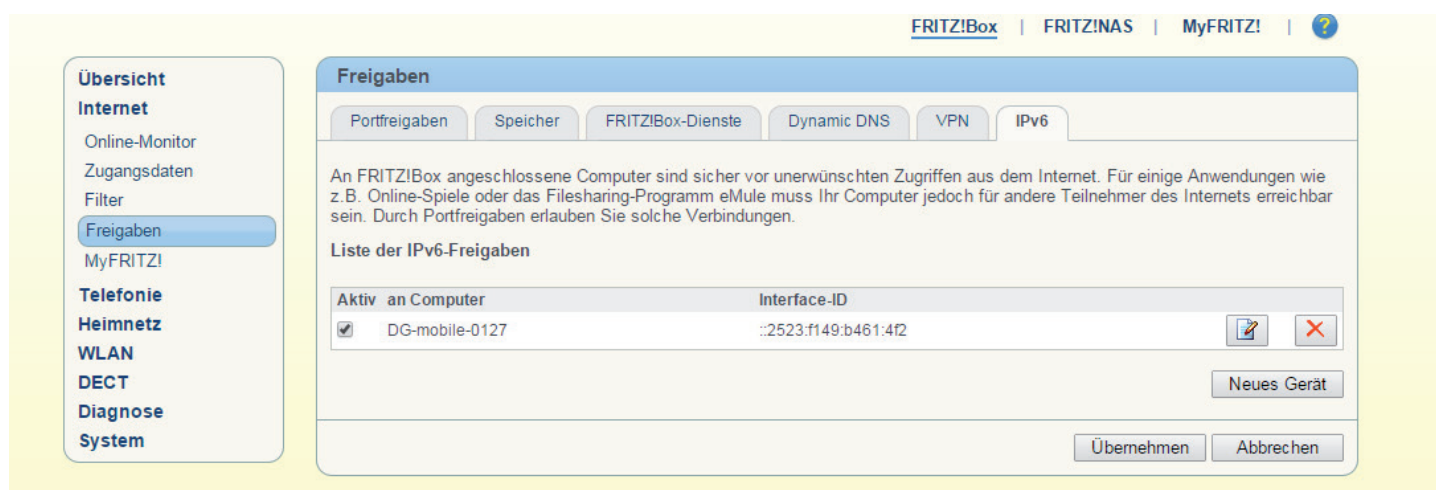 FRITZ!Box | FRITZ!NAS | MyFRITZ! | ?
Übersicht
Internet
Online-Monitor
Zugangsdaten
Filter
Freigaben
MyFRITZ!
Telefonie
Heimnetz
WLAN
DECT
Diagnose
System
Freigaben
Portfreigaben Speicher FRITZ!Box-Dienste Dynamic DNS VPN IPv6
An FRITZ!Box angeschlossene Computer sind sicher vor unerwünschten Zugriffen aus dem Internet. Für einige Anwendungen wie
z.B. Online-Spiele oder das Filesharing-Programm eMule muss Ihr Computer jedoch für andere Teilnehmer des Internets erreichbar
sein. Durch Portfreigaben erlauben Sie solche Verbindungen.
Liste der IPv6-Freigaben
Aktiv an Computer Interface-ID
DG-mobile-0127 ::2523:f149:b461:4f2
Neues Gerät
Übernehmen Abbrechen